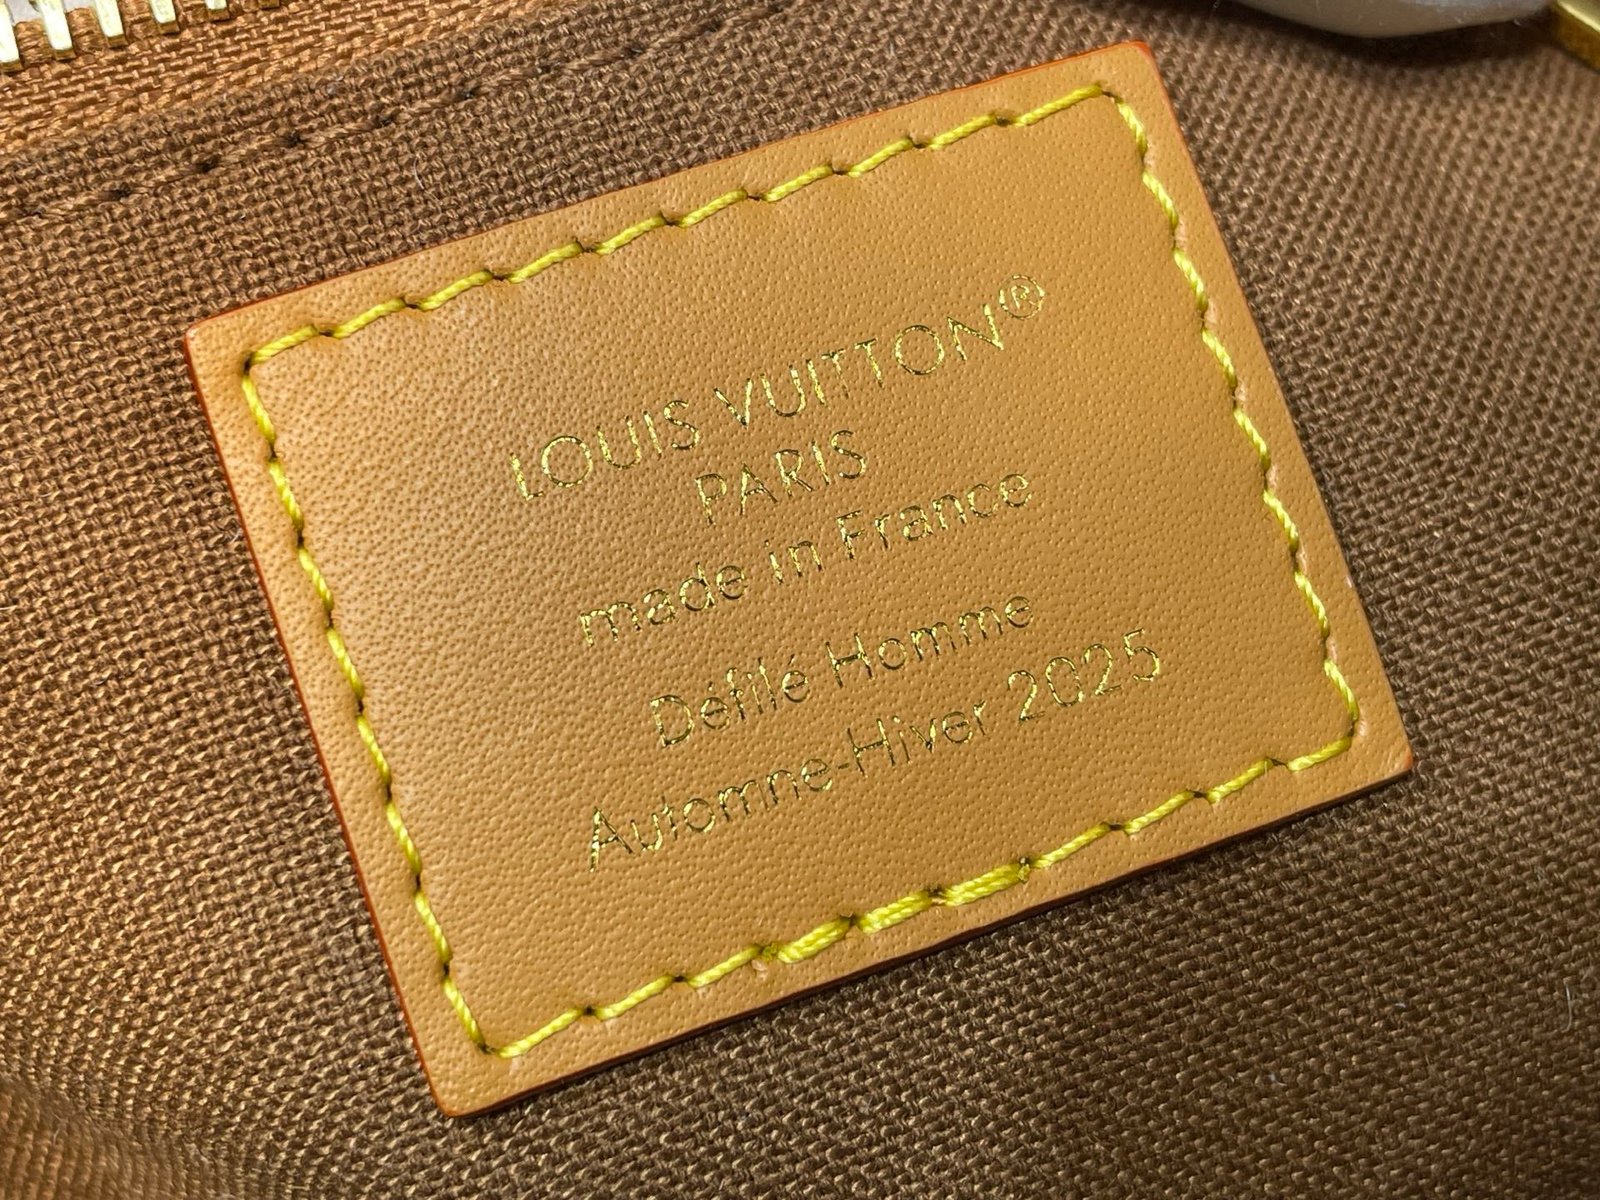 LOUIS VUITTON®
PARIS
made in France
Défilé Homme
Automne-Hiver 2025